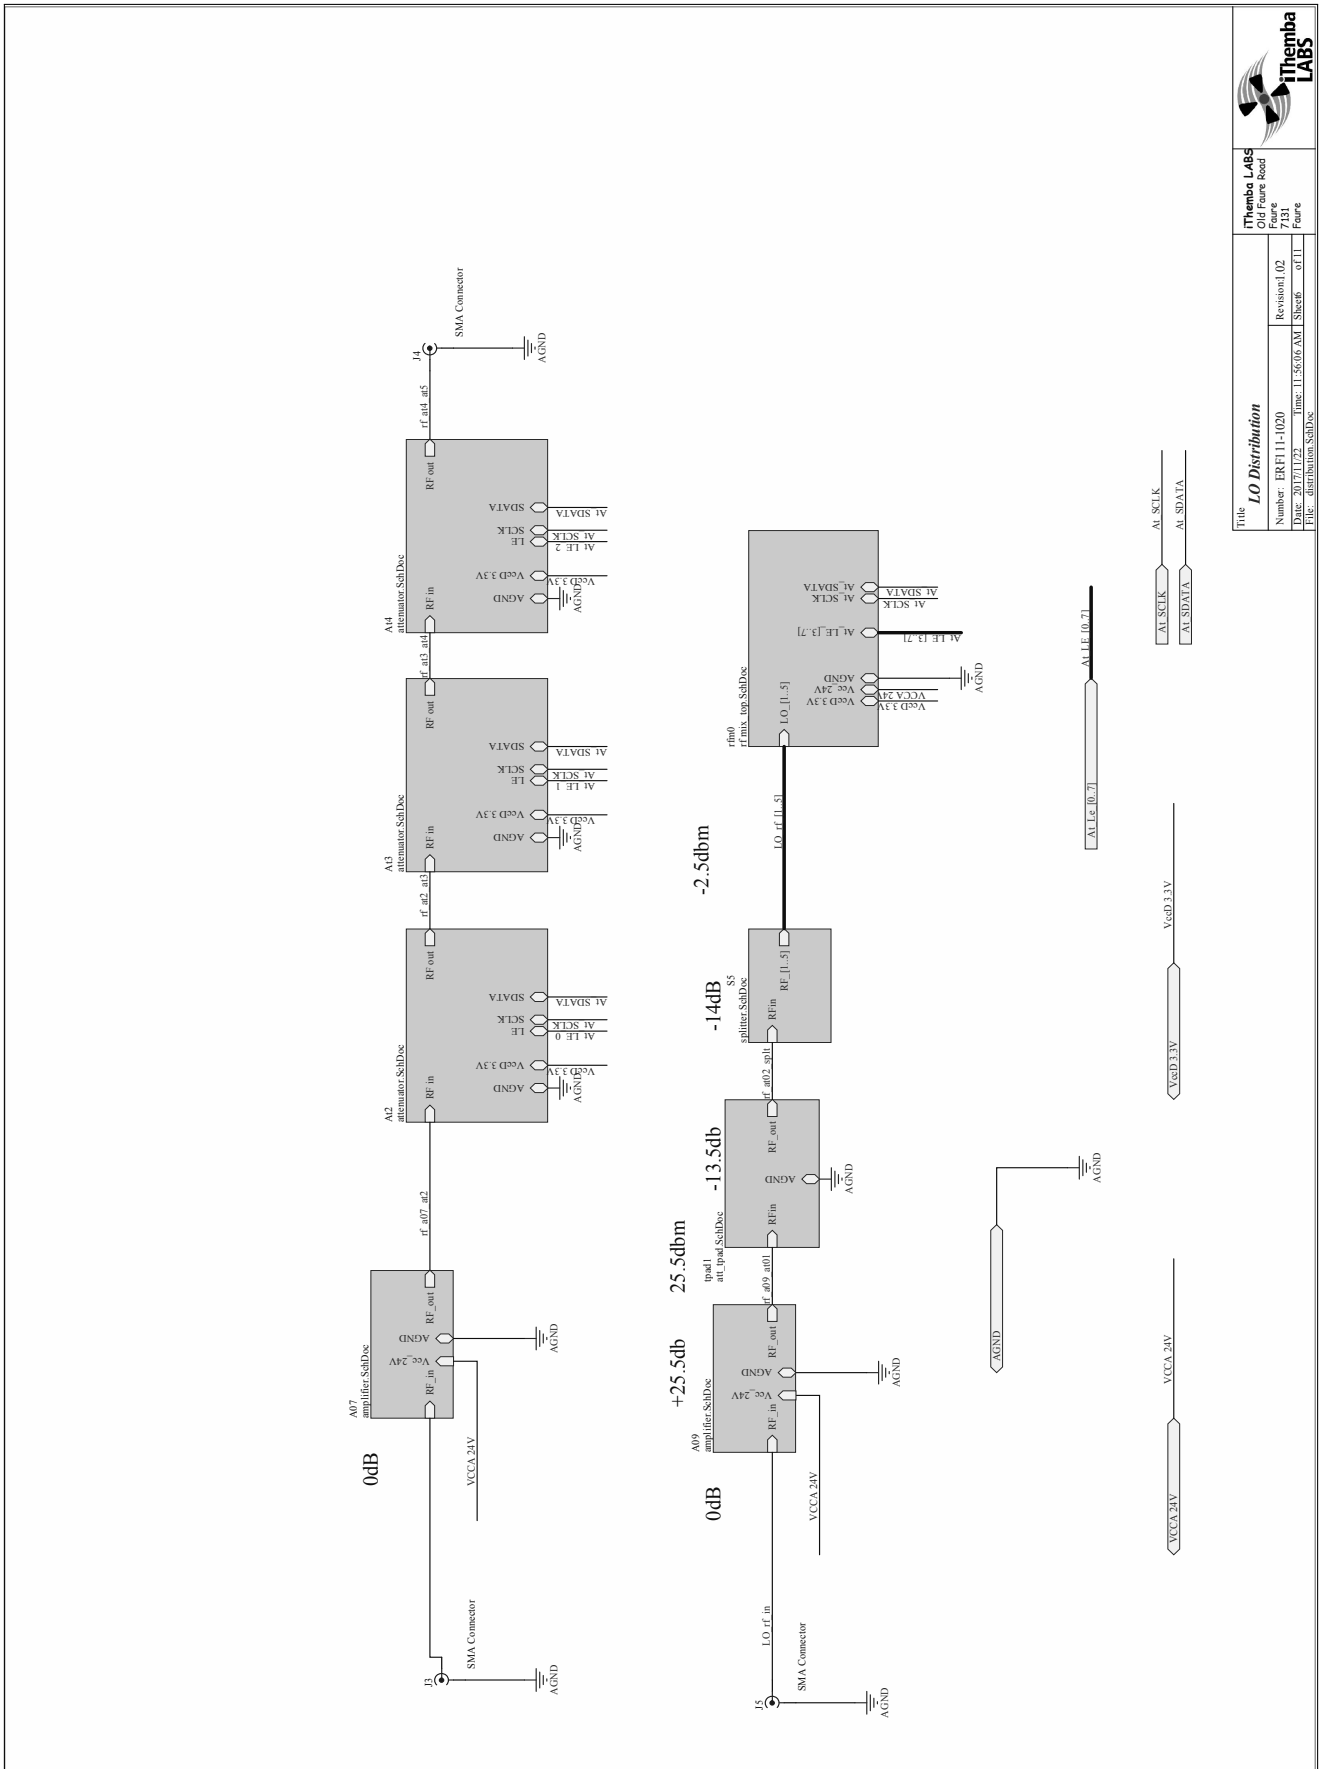 J3
SMA Connector
AGND
0dB
A07
amplifier.SchDoc
RF_in
Vcc_24V
AGND
RF_out
VCCA 24V
AGND
rf_a07_at2
At2
attenuator.SchDoc
RF in
RF out
AGND
VccD 3.3V
LE
SCLK
SDATA
AGND
VccD 3.3V
At_LE_0
At_SCLK
At_SDATA
rf_at2_at3
At3
attenuator.SchDoc
RF in
RF out
AGND
VccD 3.3V
LE
SCLK
SDATA
AGND
VccD 3.3V
At_LE_1
At_SCLK
At_SDATA
rf_at3_at4
At4
attenuator.SchDoc
RF in
RF out
AGND
VccD 3.3V
LE
SCLK
SDATA
AGND
VccD 3.3V
At_LE_2
At_SCLK
At_SDATA
rf_at4_at5
J4
SMA Connector
AGND
J5
SMA Connector
AGND
LO_rf_in
0dB
+25.5db
25.5dbm
-13.5db
-14dB
-2.5dbm
A09
amplifier.SchDoc
RF_in
Vcc_24V
AGND
RF_out
VCCA 24V
AGND
rf_a09_at01
tpad1
att_tpad.SchDoc
RFin
RF_out
AGND
AGND
rf_at02_splt
S5
splitter.SchDoc
RFin
RF_[1..5]
LO_rf_[1..5]
rfm0
rf mix_top.SchDoc
LO_[1..5]
VccD 3.3V
Vcc_24V
AGND
At_LE_[3..7]
At_SCLK
At_SDATA
VccD 3.3V
VCCA 24V
AGND
At_LE_[3..7]
At_SCLK
At_SDATA
AGND
AGND
At_Le_[0..7]
At_LE_[0..7]
At_SCLK
At_SCLK
At_SDATA
At_SDATA
VCCA 24V
VCCA 24V
VccD 3.3V
VccD 3.3V
Title
LO Distribution
Number: ERF111-1020
Revision:1.02
Date: 2017/11/22
Time: 11:56:06 AM
Sheet6 of 11
File: distribution.SchDoc
iThemba LABS
Old Faure Road
Faure
7131
Faure
iThemba
LABS